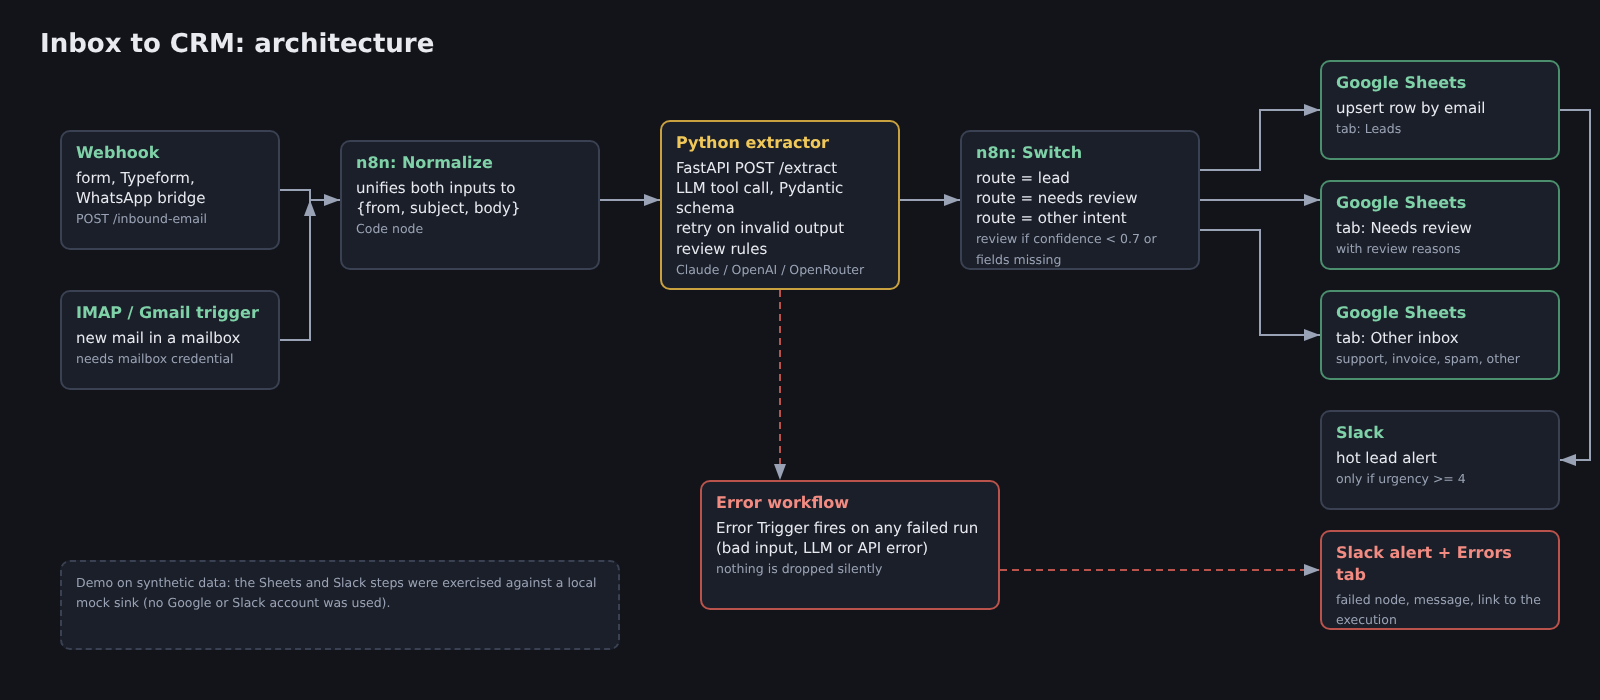 Inbox to CRM: architecture
Webhook
form, Typeform,
WhatsApp bridge
POST /inbound-email
IMAP / Gmail trigger
new mail in a mailbox
needs mailbox credential
n8n: Normalize
unifies both inputs to
{from, subject, body}
Code node
Python extractor
FastAPI POST /extract
LLM tool call, Pydantic
schema
retry on invalid output
review rules
Claude / OpenAI / OpenRouter
n8n: Switch
route = lead
route = needs review
route = other intent
review if confidence < 0.7 or
fields missing
Google Sheets
upsert row by email
tab: Leads
Google Sheets
tab: Needs review
with review reasons
Google Sheets
tab: Other inbox
support, invoice, spam, other
Slack
hot lead alert
only if urgency >= 4
Error workflow
Error Trigger fires on any failed run
(bad input, LLM or API error)
nothing is dropped silently
Slack alert + Errors
tab
failed node, message, link to the
execution
Demo on synthetic data: the Sheets and Slack steps were exercised against a local
mock sink (no Google or Slack account was used).